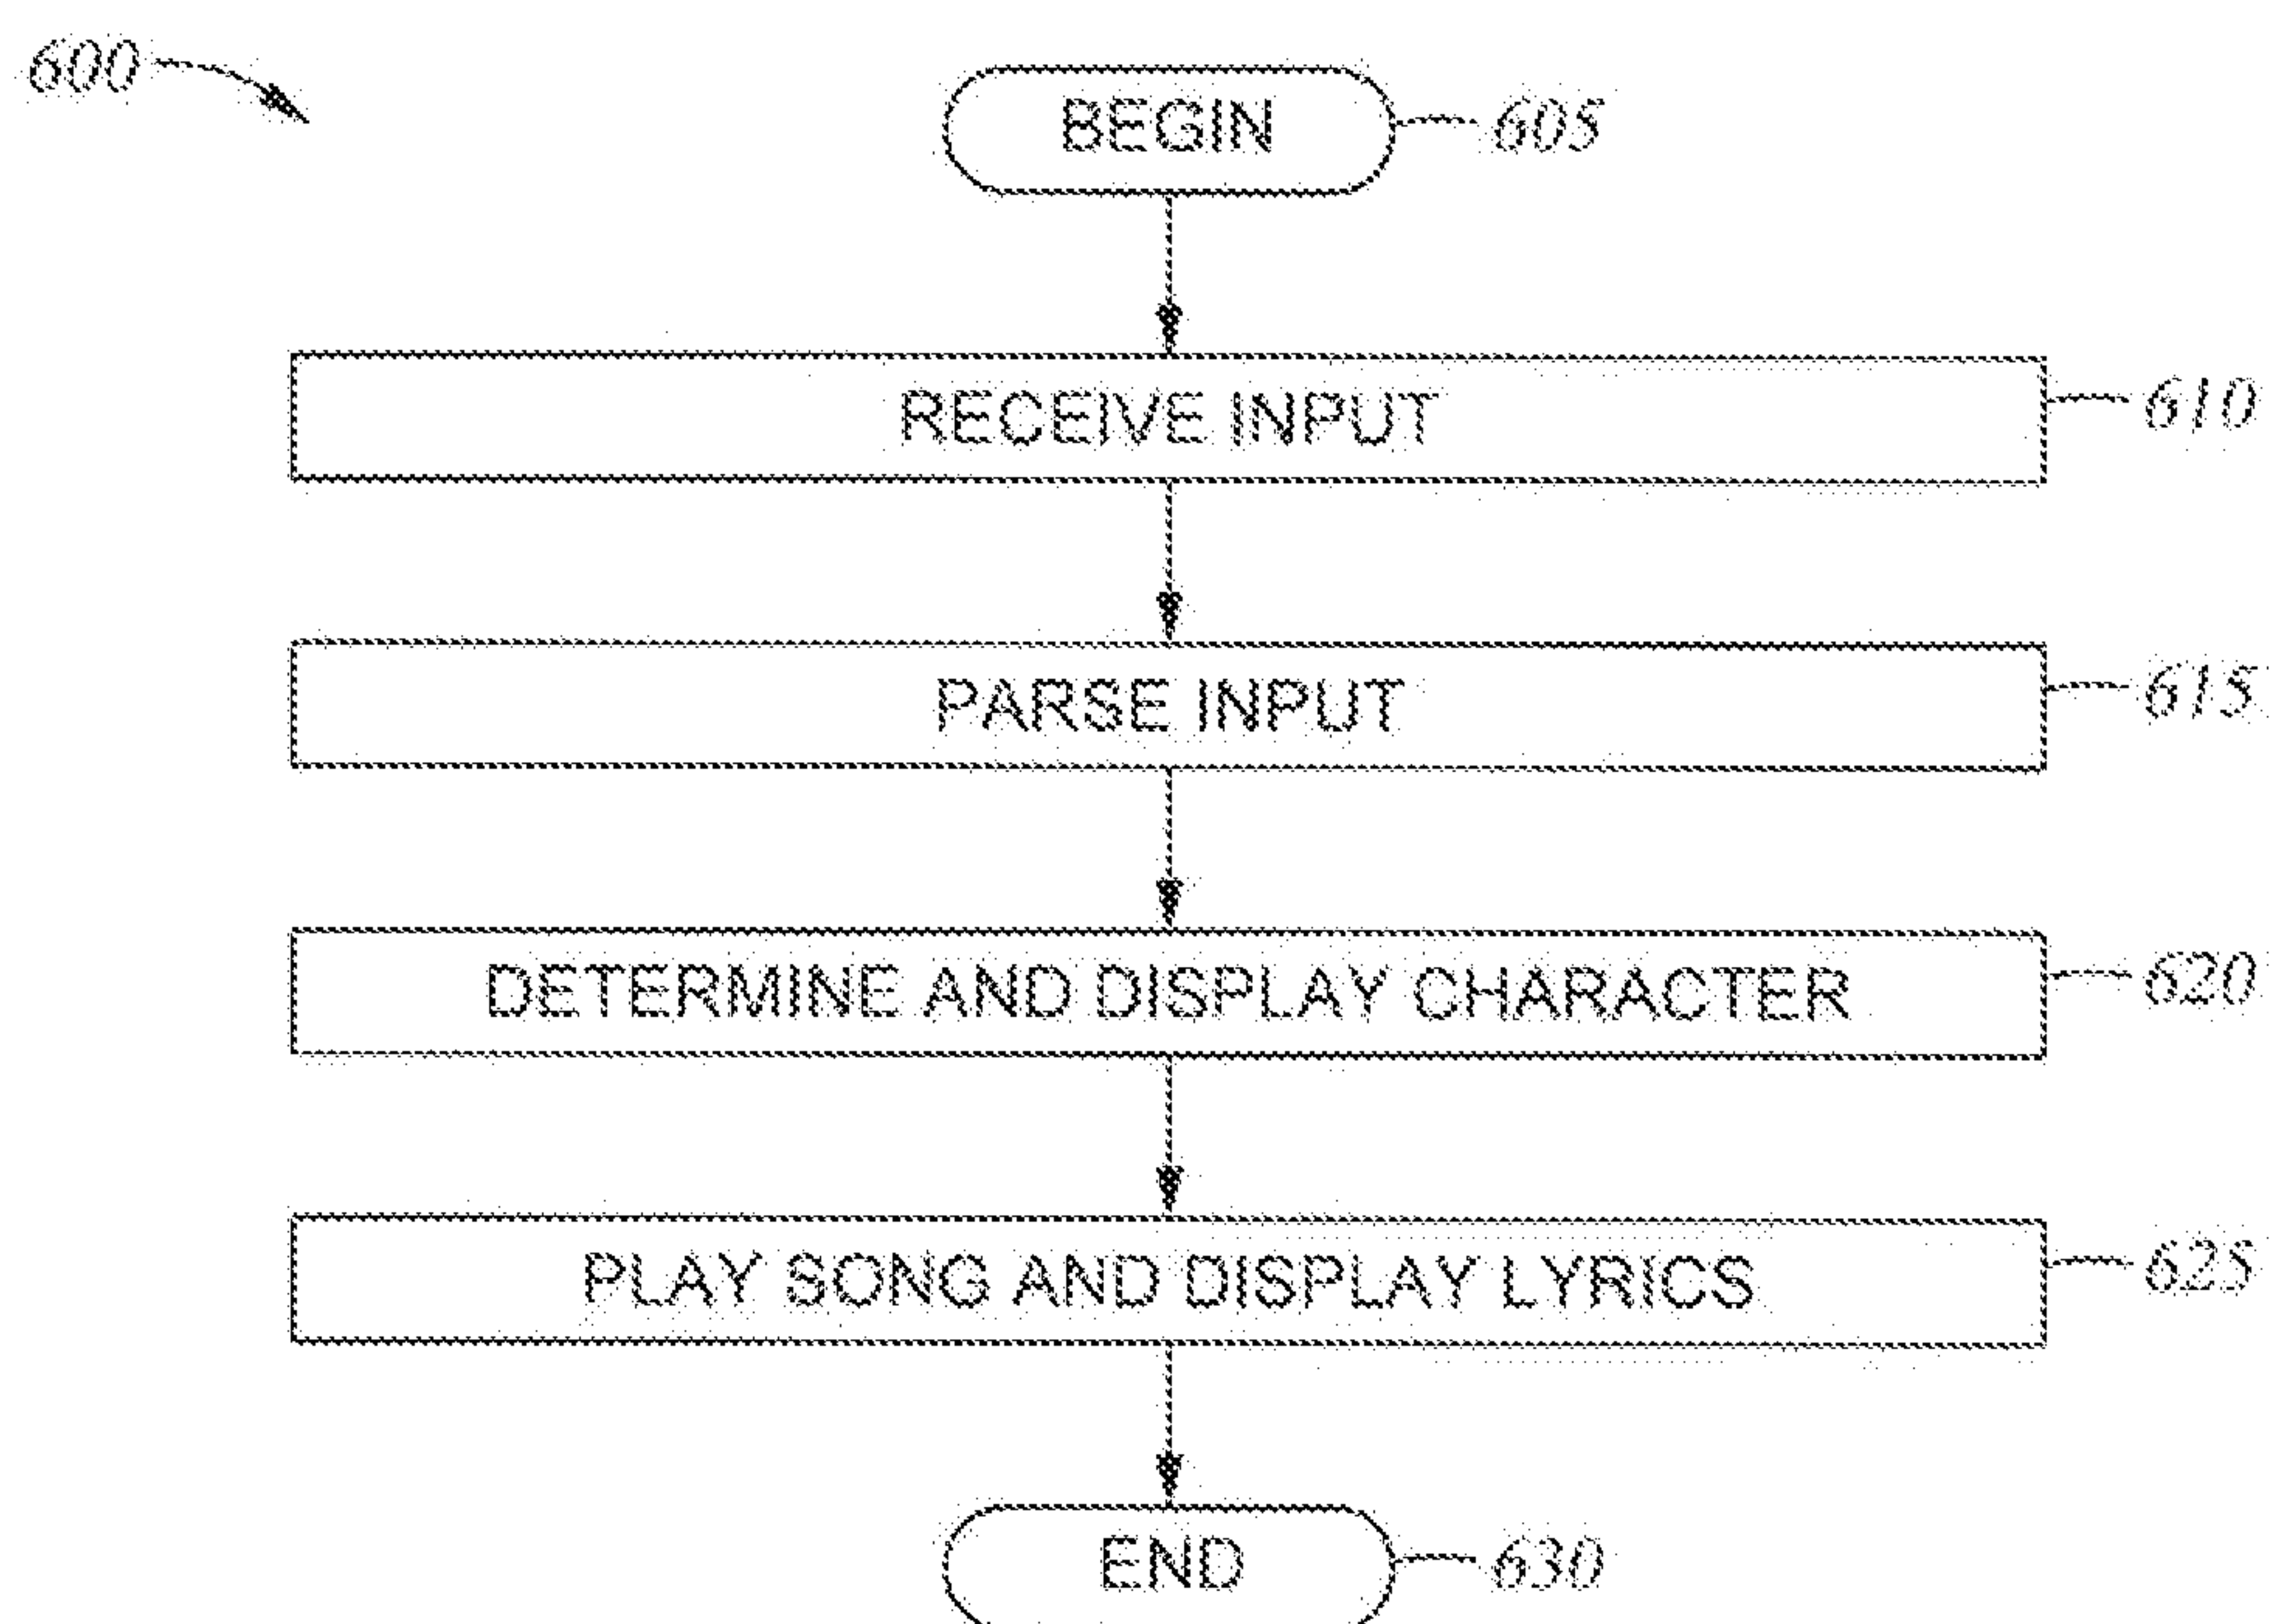 600
BEGIN 605
RECEIVE INPUT 610
PARSE INPUT 615
DETERMINE AND DISPLAY CHARACTER 620
PLAY SONG AND DISPLAY LYRICS 625
END 630